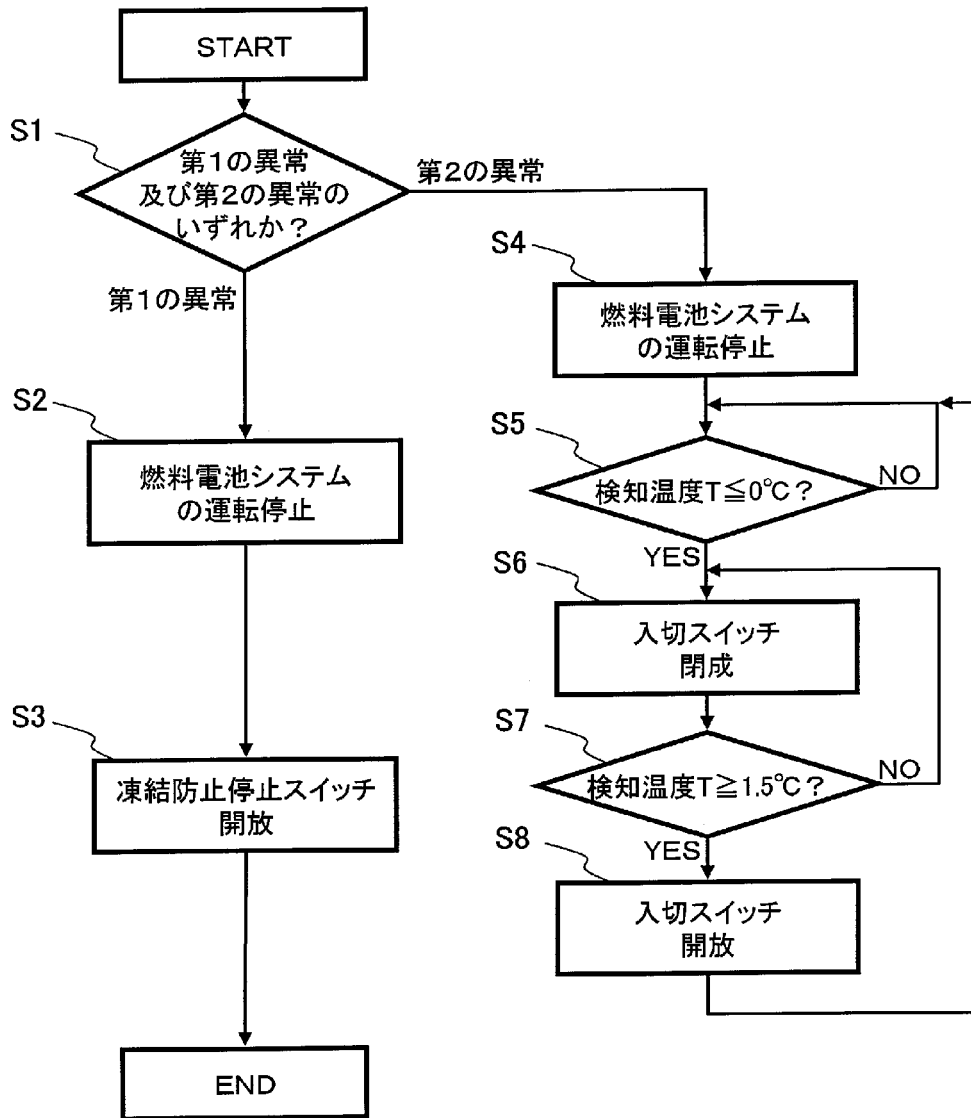 START
S1
第1の異常
及び第2の異常の
いずれか？
第2の異常
第1の異常
S2
燃料電池システム
の運転停止
S3
凍結防止停止スイッチ
開放
END
S4
燃料電池システム
の運転停止
S5
検知温度T≦0℃？
NO
YES
S6
入切スイッチ
閉成
S7
検知温度T≧1.5℃？
NO
YES
S8
入切スイッチ
開放